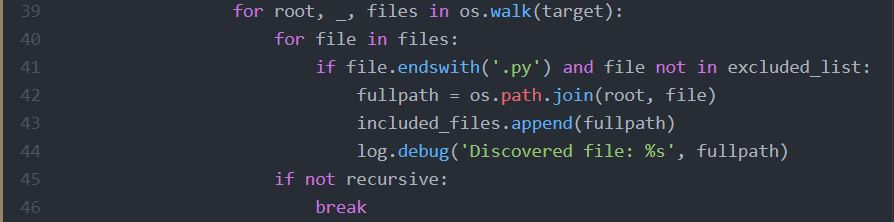 39 for root, _, files in os.walk(target):
40 for file in files:
41 if file.endswith('.py') and file not in excluded_list:
42 fullpath = os.path.join(root, file)
43 included_files.append(fullpath)
44 log.debug('Discovered file: %s', fullpath)
45 if not recursive:
46 break